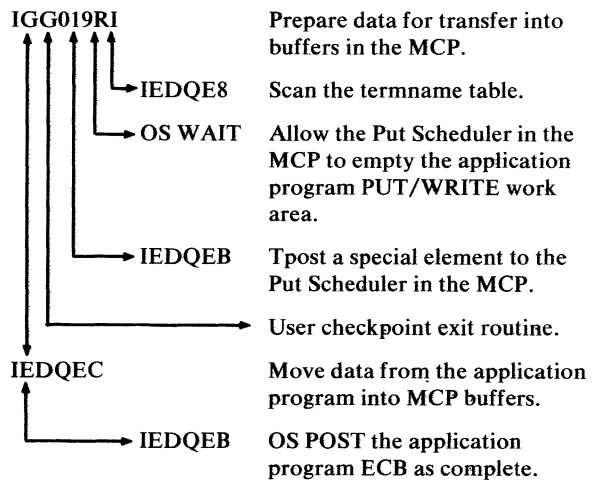 IGG019RI Prepare data for transfer into
buffers in the MCP.
IEDQE8 Scan the termname table.
OS WAIT Allow the Put Scheduler in the
MCP to empty the application
program PUT/WRITE work
area.
IEDQEB Tpost a special element to the
Put Scheduler in the MCP.
User checkpoint exit routine.
IEDQEC Move data from the application
program into MCP buffers.
IEDQEB OS POST the application
program ECB as complete.